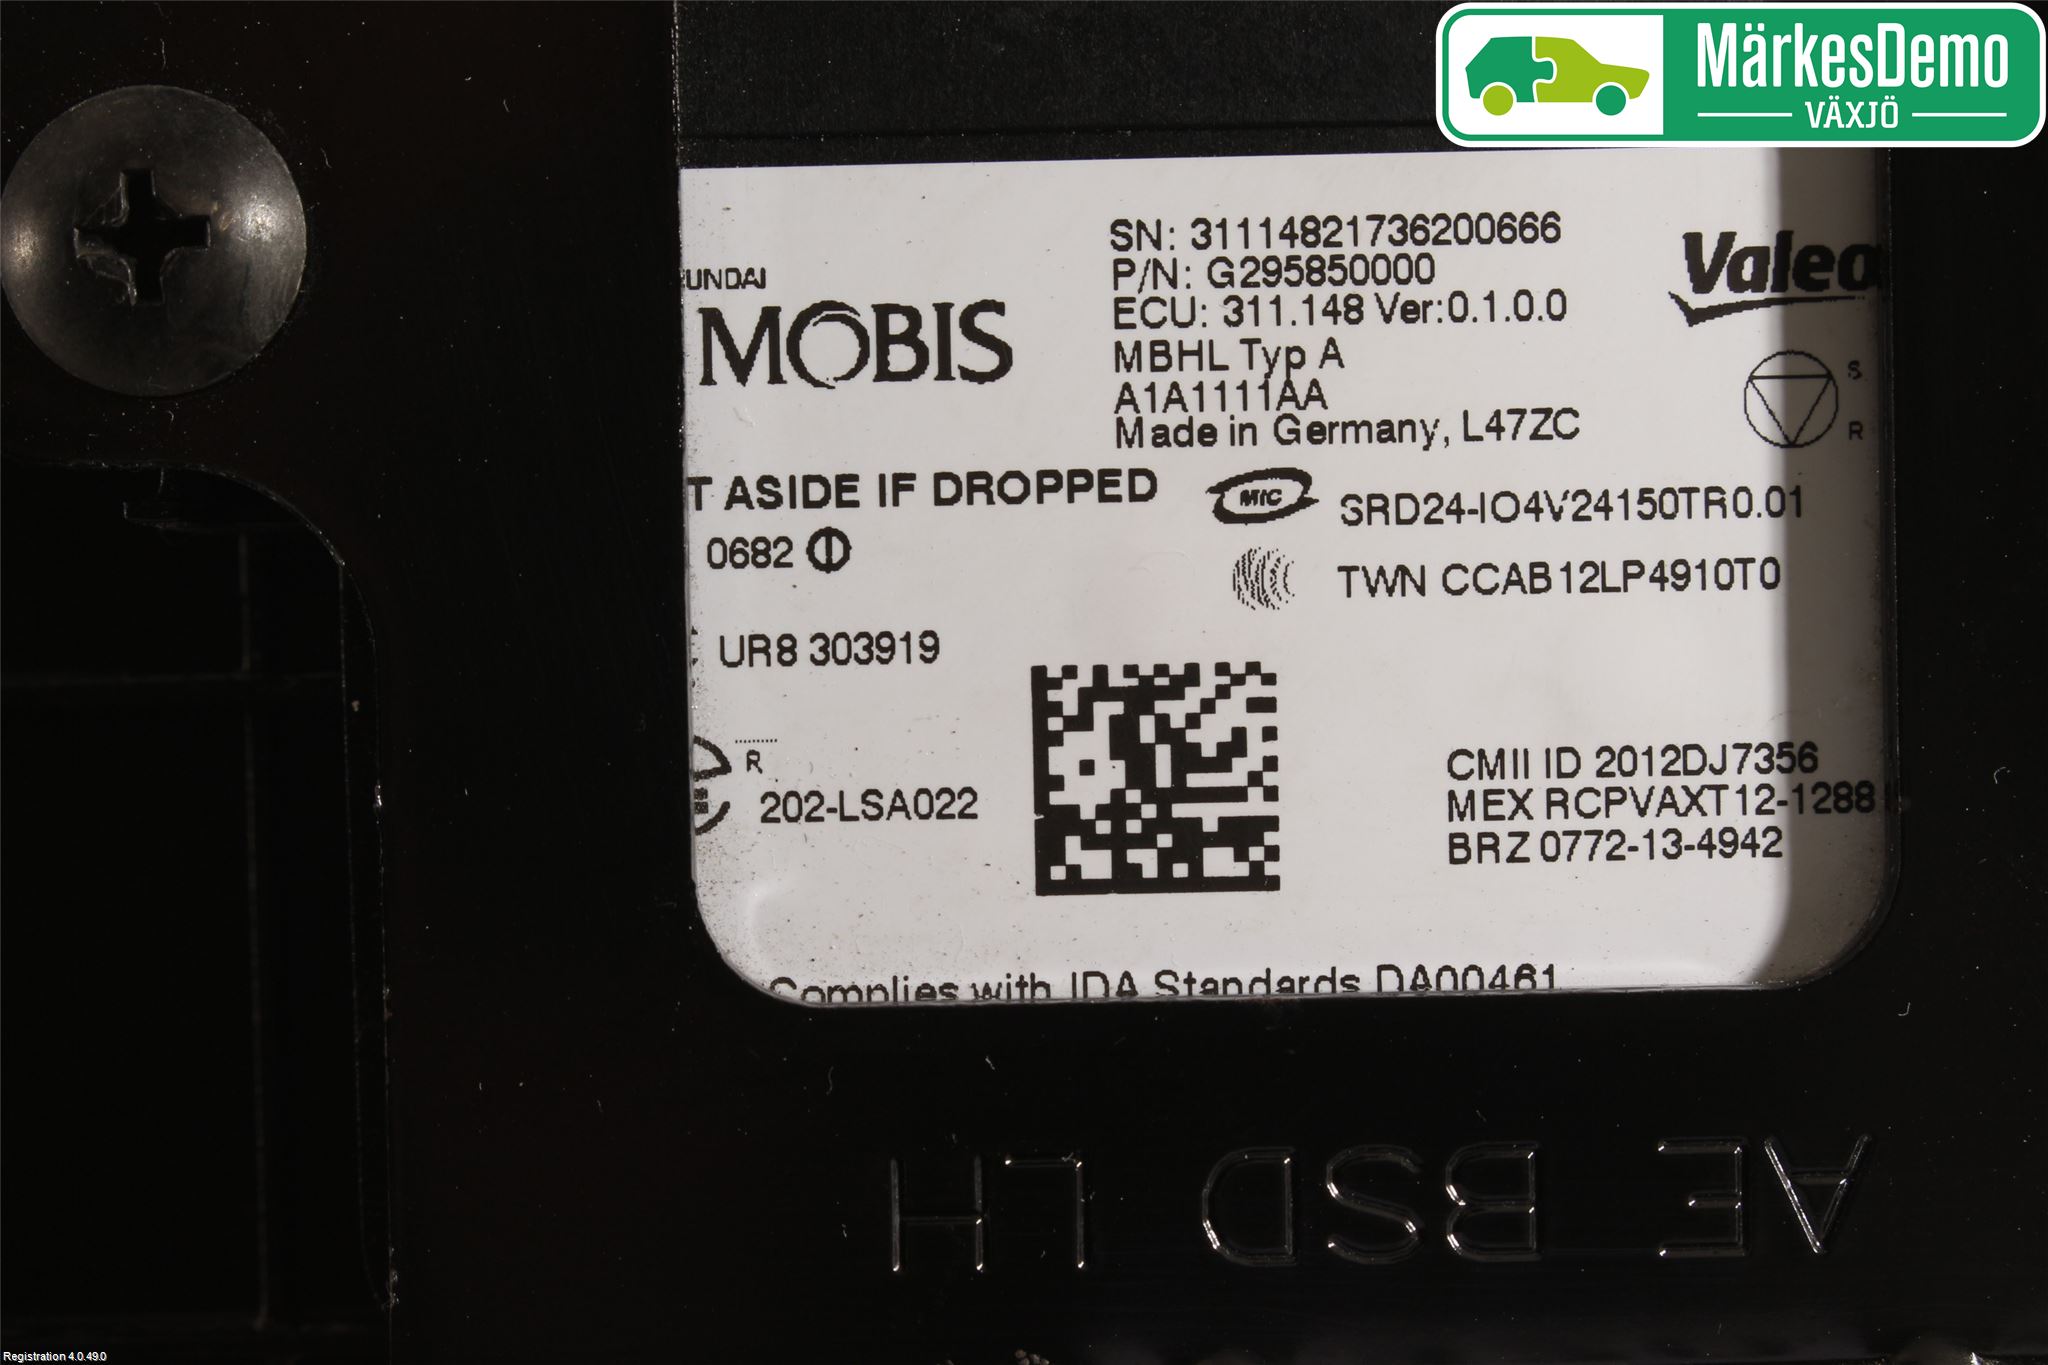 MärkesDemo
VÄXJÖ
SN: 31114821736200666
P/N: G295850000
ECU: 311.148 Ver:0.1.0.0
MBHL Typ A
A1A1111AA
Made in Germany, L47ZC
UNDAI
MOBIS
Valeo
S
R
T ASIDE IF DROPPED
MIC
SRD24-IO4V24150TR0.01
0682
TWN CCAB12LP4910T0
UR8 303919
R
202-LSA022
CMII ID 2012DJ7356
MEX RCPVAXT12-1288
BRZ 0772-13-4942
Complies with IDA Standards DA00461
AE BSD LH
Registration 4.0.49.0